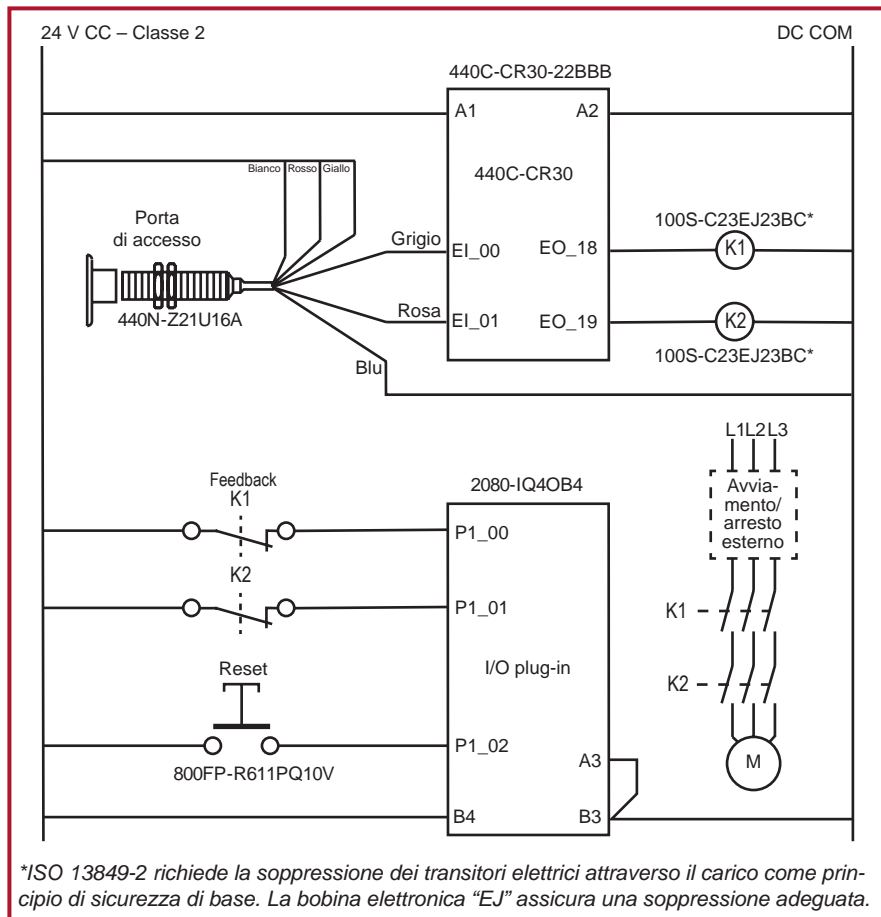 24 V CC – Classe 2
DC COM
440C-CR30-22BBB
A1
A2
Bianco
Rosso
Giallo
440C-CR30
Porta
di accesso
100S-C23EJ23BC*
Grigio
EI_00
EO_18
K1
440N-Z21U16A
Rosa
EI_01
EO_19
K2
100S-C23EJ23BC*
Blu
L1L2L3
Feedback
K1
2080-IQ4OB4
Avvia-
mento/
arresto
esterno
P1_00
K2
P1_01
K1
Reset
I/O plug-in
K2
P1_02
800FP-R611PQ10V
A3
M
B4
B3
*ISO 13849-2 richiede la soppressione dei transitori elettrici attraverso il carico come prin-
cipio di sicurezza di base. La bobina elettronica “EJ” assicura una soppressione adeguata.